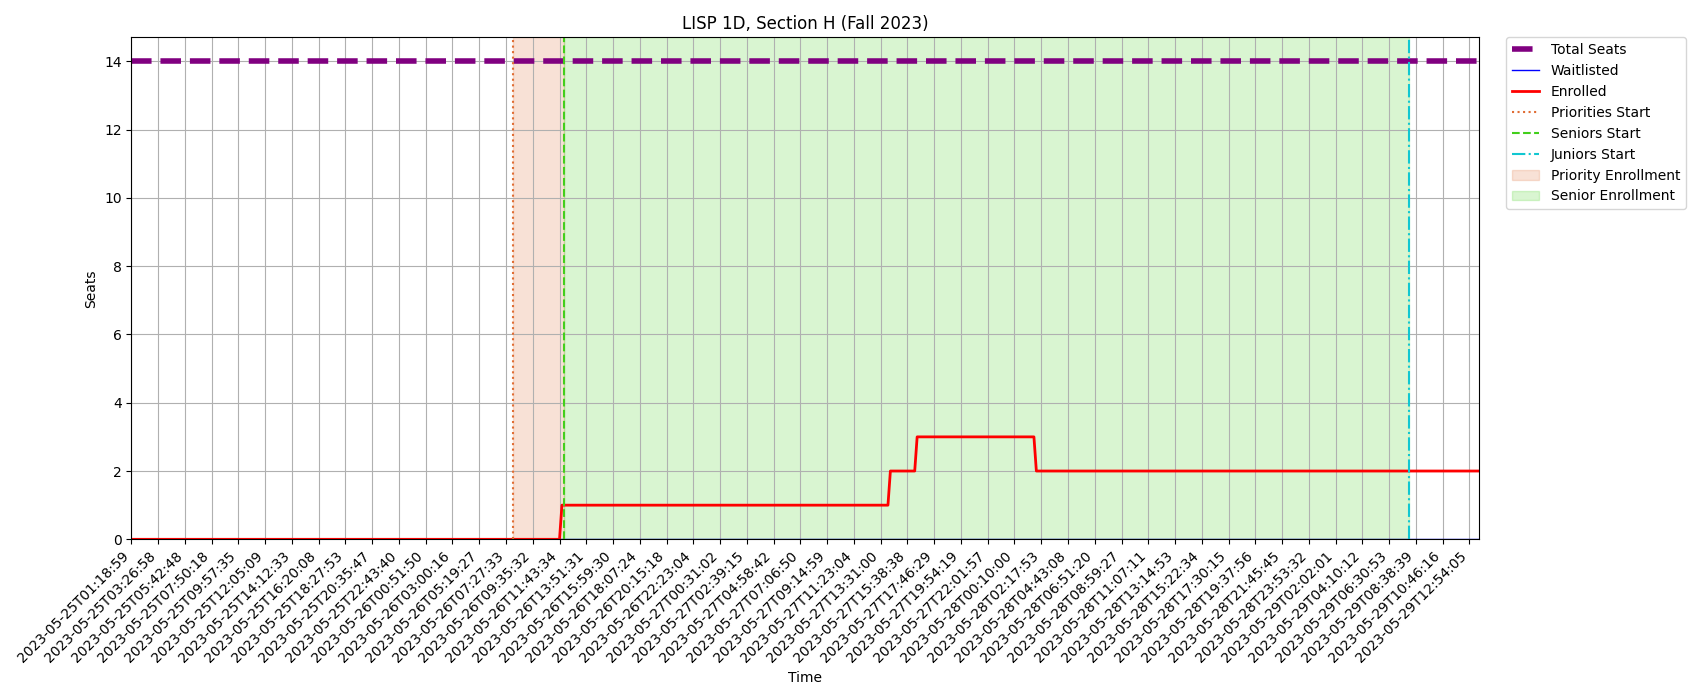 LISP 1D, Section H (Fall 2023)
Total Seats
Waitlisted
Enrolled
Priorities Start
Seniors Start
Juniors Start
Priority Enrollment
Senior Enrollment
Seats
14
12
10
8
6
4
2
0
2023-05-25T01:18:59
2023-05-25T03:26:58
2023-05-25T05:42:48
2023-05-25T07:50:18
2023-05-25T09:57:35
2023-05-25T12:05:09
2023-05-25T14:12:33
2023-05-25T16:20:08
2023-05-25T18:27:53
2023-05-25T20:35:47
2023-05-25T22:43:40
2023-05-26T00:51:50
2023-05-26T03:00:16
2023-05-26T05:19:27
2023-05-26T07:27:33
2023-05-26T09:35:32
2023-05-26T11:43:34
2023-05-26T13:51:31
2023-05-26T15:59:30
2023-05-26T18:07:24
2023-05-26T20:15:18
2023-05-26T22:23:04
2023-05-27T00:31:02
2023-05-27T02:39:15
2023-05-27T04:58:42
2023-05-27T07:06:50
2023-05-27T09:14:59
2023-05-27T11:23:04
2023-05-27T13:31:00
2023-05-27T15:38:38
2023-05-27T17:46:29
2023-05-27T19:54:19
2023-05-27T22:01:57
2023-05-28T00:10:00
2023-05-28T02:17:53
2023-05-28T04:43:08
2023-05-28T06:51:20
2023-05-28T08:59:27
2023-05-28T11:07:11
2023-05-28T13:14:53
2023-05-28T15:22:34
2023-05-28T17:30:15
2023-05-28T19:37:56
2023-05-28T21:45:45
2023-05-28T23:53:32
2023-05-29T02:02:01
2023-05-29T04:10:12
2023-05-29T06:30:53
2023-05-29T08:38:39
2023-05-29T10:46:16
2023-05-29T12:54:05
Time